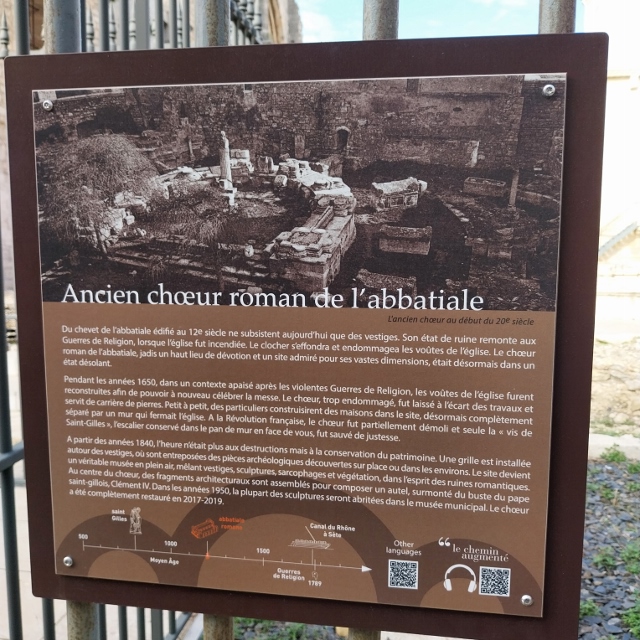 Ancien chœur roman de l'abbatiale
L'ancien chœur au début du 20e siècle
Du chevet de l'abbatiale édifié au 12e siècle ne subsistent aujourd'hui que des vestiges. Son état de ruine remonte aux
Guerres de Religion, lorsque l'église fut incendiée. Le clocher s'effondra et endommagea les voûtes de l'église. Le chœur
roman de l'abbatiale, jadis un haut lieu de dévotion et un site admiré pour ses vastes dimensions, était désormais dans un
état désolant.
Pendant les années 1650, dans un contexte apaisé après les violentes Guerres de Religion, les voûtes de l'église furent
reconstruites afin de pouvoir à nouveau célébrer la messe. Le chœur, trop endommagé, fut laissé à l'écart des travaux et
servit de carrière de pierres. Petit à petit, des particuliers construisirent des maisons dans le site, désormais complètement
séparé par un mur qui fermait l'église. A la Révolution française, le chœur fut partiellement démoli et seule la « vis de
Saint-Gilles », l'escalier conservé dans le pan de mur en face de vous, fut sauvé de justesse.
A partir des années 1840, l'heure n'était plus aux destructions mais à la conservation du patrimoine. Une grille est installée
autour des vestiges, où sont entreposées des pièces archéologiques découvertes sur place ou dans les environs. Le site devient
un véritable musée en plein air, mêlant vestiges, sculptures, sarcophages et végétation, dans l'esprit des ruines romantiques.
Au centre du chœur, des fragments architecturaux sont assemblés pour composer un autel, surmonté du buste du pape
saint-gillois, Clément IV. Dans les années 1950, la plupart des sculptures seront abritées dans le musée municipal. Le chœur
a été complètement restauré en 2017-2019.
saint
Gilles
abbatiale
romane
Canal du Rhône
à Sète
500
1000
1500
Moyen Âge
Guerres
de Religion
1789
Other
languages
le chemin
augmenté